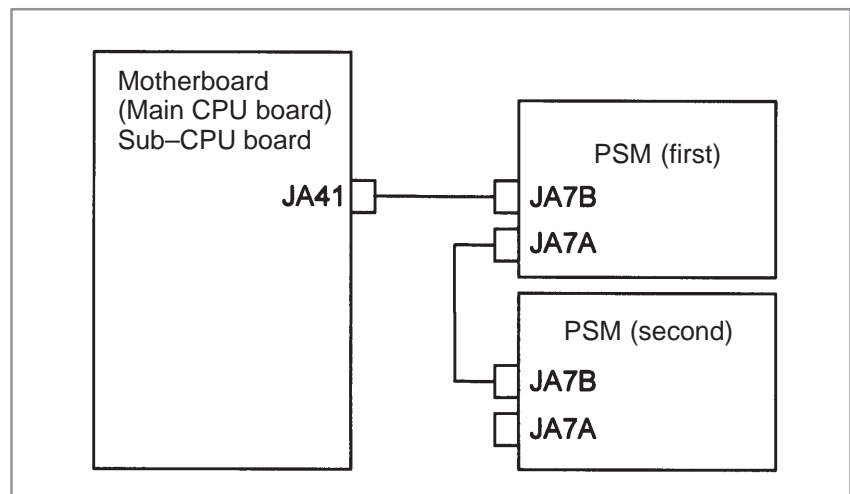 Motherboard
(Main CPU board)
Sub–CPU board
JA41
PSM (first)
JA7B
JA7A
PSM (second)
JA7B
JA7A